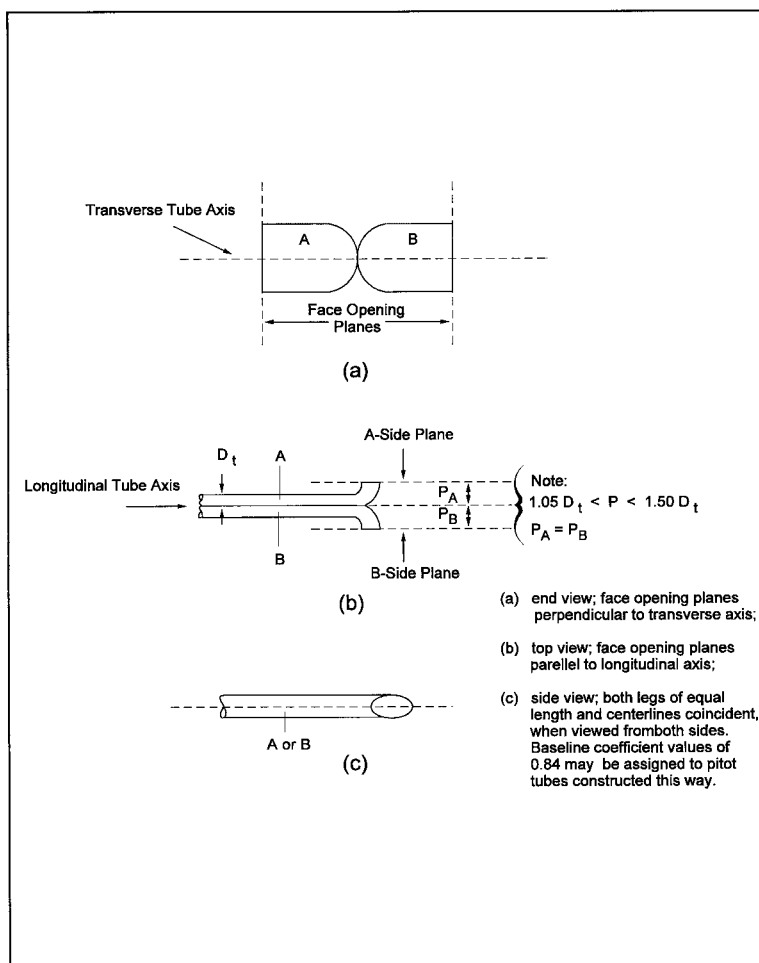 Transverse Tube Axis
A
B
Face Opening
Planes
(a)
D t
A
A-Side Plane
Longitudinal Tube Axis
P A
P B
Note:
1.05 D t < P < 1.50 D t
P A = P B
B
B-Side Plane
(b)
(a) end view; face opening planes
perpendicular to transverse axis;
(b) top view; face opening planes
parellel to longitudinal axis;
(c) side view; both legs of equal
length and centerlines coincident,
when viewed fromboth sides.
Baseline coefficient values of
0.84 may be assigned to pitot
tubes constructed this way.
A or B
(c)